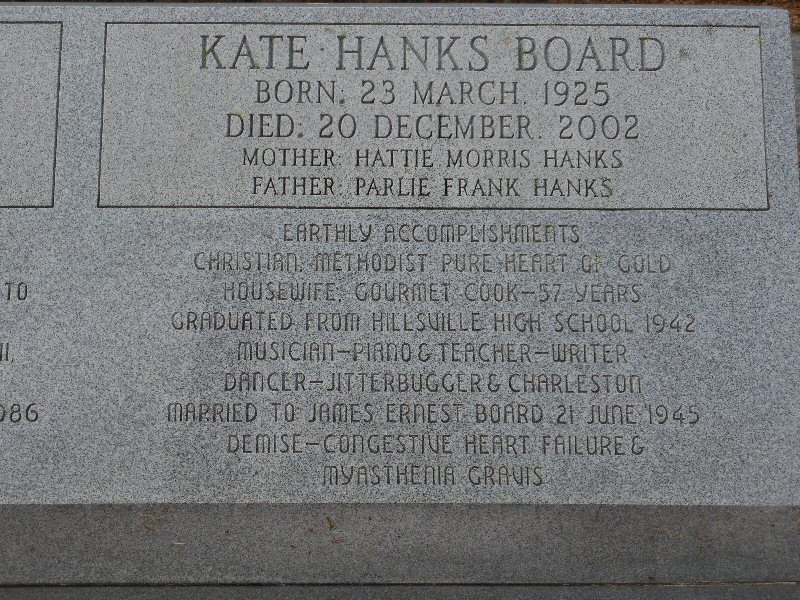 KATE HANKS BOARD
BORN: 23 MARCH. 1925
DIED: 20 DECEMBER. 2002
MOTHER: HATTIE MORRIS HANKS
FATHER: PARLIE FRANK HANKS
EARTHLY ACCOMPLISHMENTS
CHRISTIAN, METHODIST PURE HEART OF GOLD
HOUSEWIFE, GOURMET COOK-57 YEARS
GRADUATED FROM HILLSVILLE HIGH SCHOOL 1942
MUSICIAN-PIANO & TEACHER-WRITER
DANCER-JITTERBUGGER & CHARLESTON
MARRIED TO JAMES ERNEST BOARD 21 JUNE 1945
DEMISE-CONGESTIVE HEART FAILURE &
MYASTHENIA GRAVIS
TO